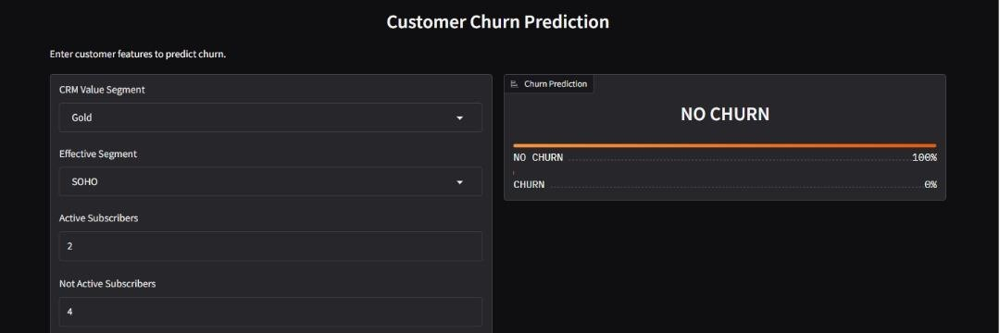 Customer Churn Prediction
Enter customer features to predict churn.
CRM Value Segment
Gold
Effective Segment
SOHO
Active Subscribers
2
Not Active Subscribers
4
Churn Prediction
NO CHURN
NO CHURN 100%
CHURN 0%